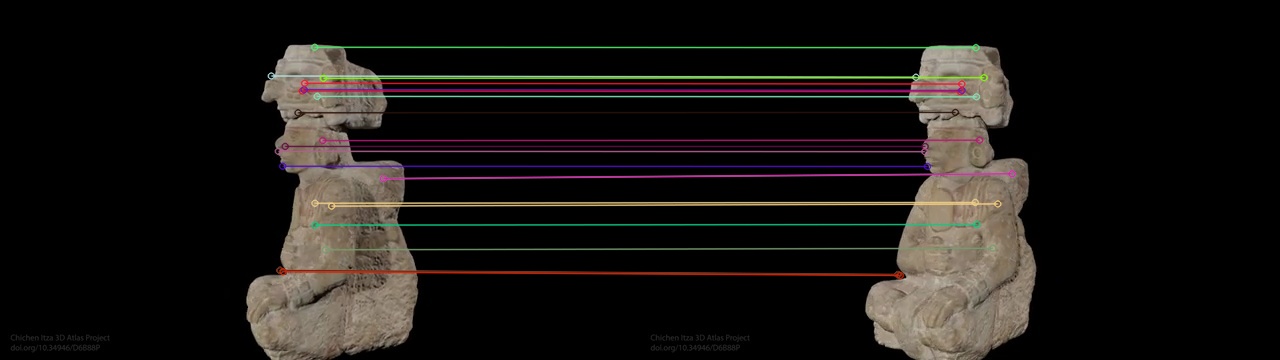 Chichen Itza 3D Atlas Project
doi.org/10.34946/D6B88P
Chichen Itza 3D Atlas Project
doi.org/10.34946/D6B88P